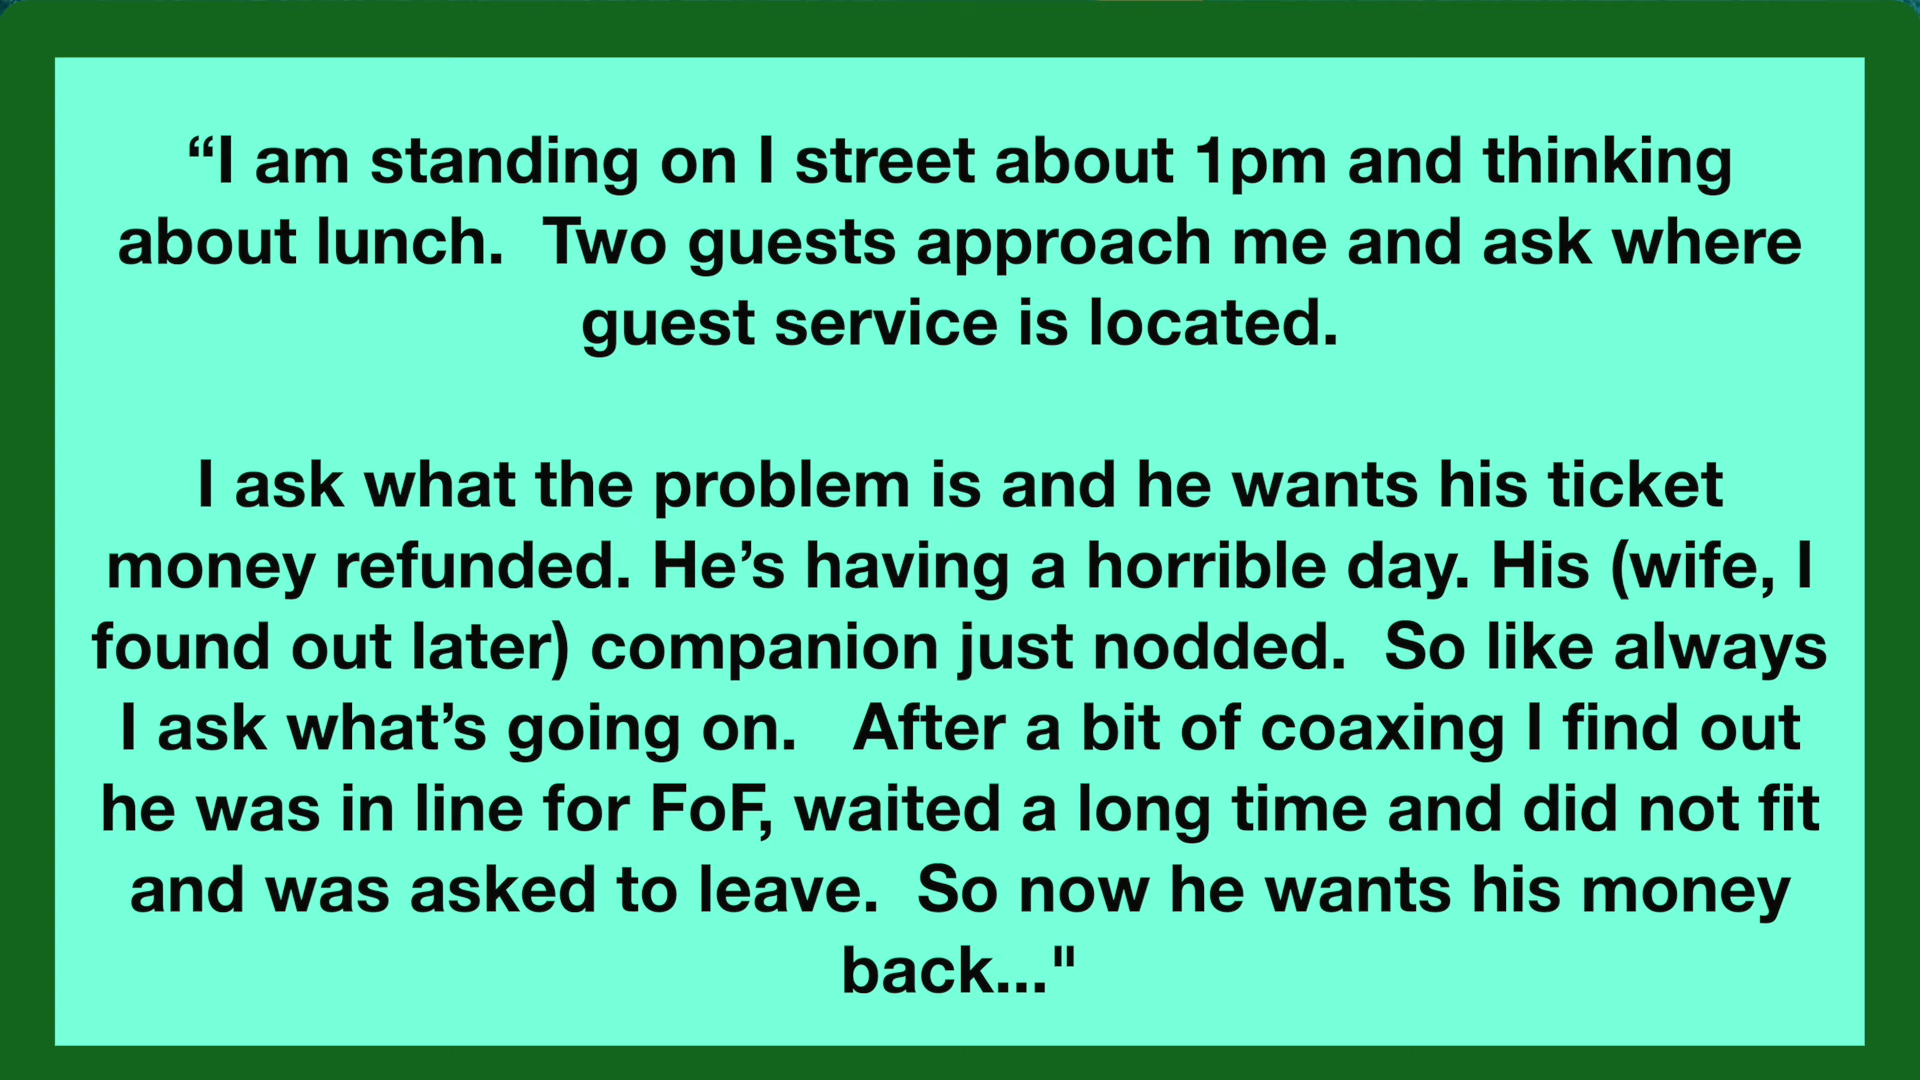 “I am standing on I street about 1pm and thinking
about lunch.  Two guests approach me and ask where
guest service is located.
I ask what the problem is and he wants his ticket
money refunded. He’s having a horrible day. His (wife, I
found out later) companion just nodded.  So like always
I ask what’s going on.   After a bit of coaxing I find out
he was in line for FoF, waited a long time and did not fit
and was asked to leave.  So now he wants his money
back..."